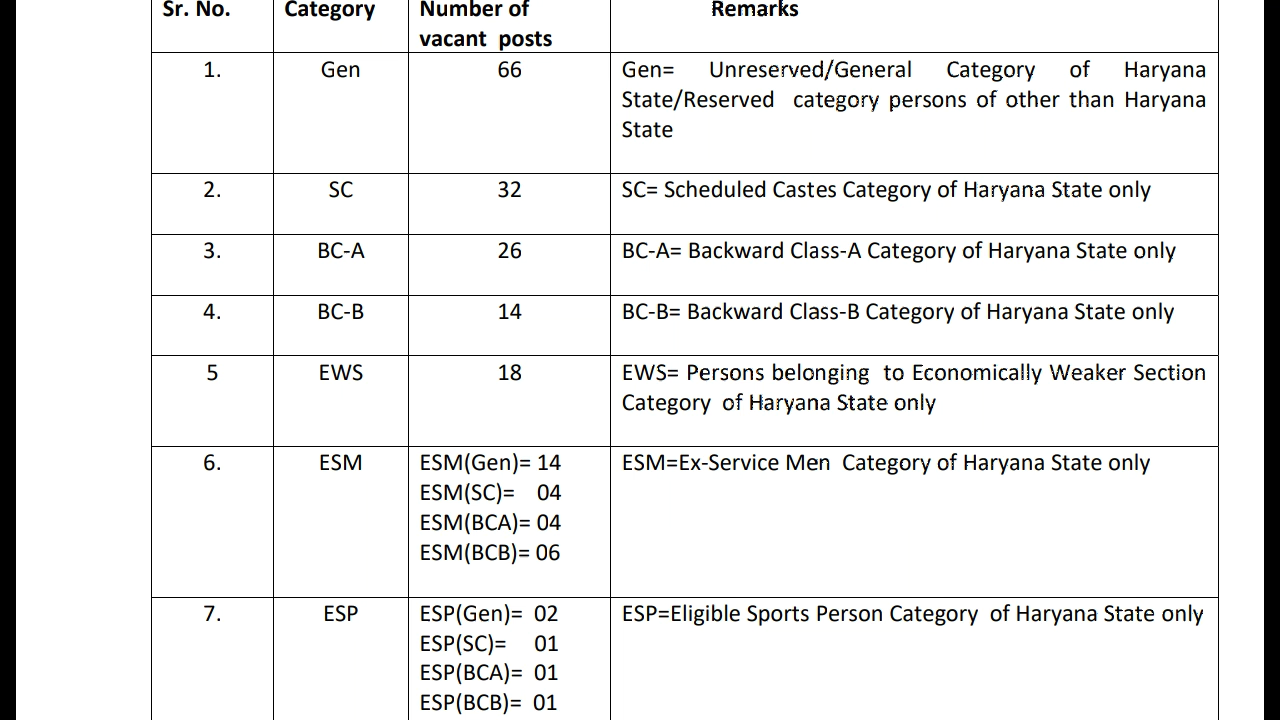 Sr. No. Category Number of vacant posts Remarks
1. Gen 66 Gen= Unreserved/General Category of Haryana
State/Reserved category persons of other than Haryana
State
2. SC 32 SC= Scheduled Castes Category of Haryana State only
3. BC-A 26 BC-A= Backward Class-A Category of Haryana State only
4. BC-B 14 BC-B= Backward Class-B Category of Haryana State only
5 EWS 18 EWS= Persons belonging to Economically Weaker Section
Category of Haryana State only
6. ESM ESM(Gen)= 14 ESM=Ex-Service Men Category of Haryana State only
ESM(SC)= 04
ESM(BCA)= 04
ESM(BCB)= 06
7. ESP ESP(Gen)= 02 ESP=Eligible Sports Person Category of Haryana State only
ESP(SC)= 01
ESP(BCA)= 01
ESP(BCB)= 01